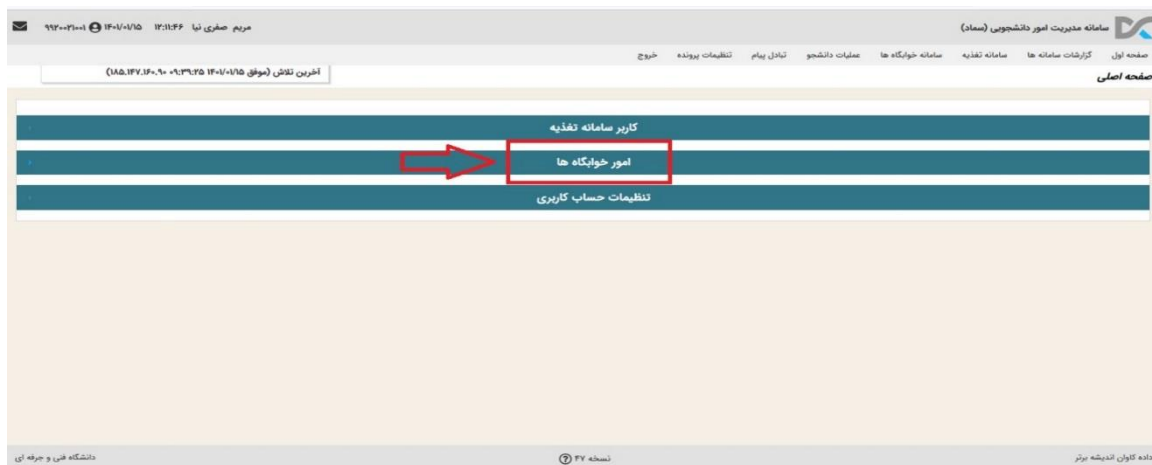 سامانه مدیریت امور دانشجویی (سماد) مریم صفری نیا ۱۲:۱۱:۴۶ ۱۴۰۱/۰۱/۱۵ ۹۹۲۰۰۲۱۰۰۱
صفحه اول گزارشات سامانه ها سامانه تغذیه سامانه خوابگاه ها عملیات دانشجو تبادل پیام تنظیمات پرونده خروج
صفحه اصلی آخرین تلاش (موفق ۱۴۰۱/۰۱/۱۵ ۰۹:۳۹:۲۵ ۱۸۵.۱۴۷.۱۶۰.۹۰)
کاربر سامانه تغذیه
امور خوابگاه ها
تنظیمات حساب کاربری
داده کاوان اندیشه برتر نسخه ۴۷ دانشگاه فنی و حرفه ای